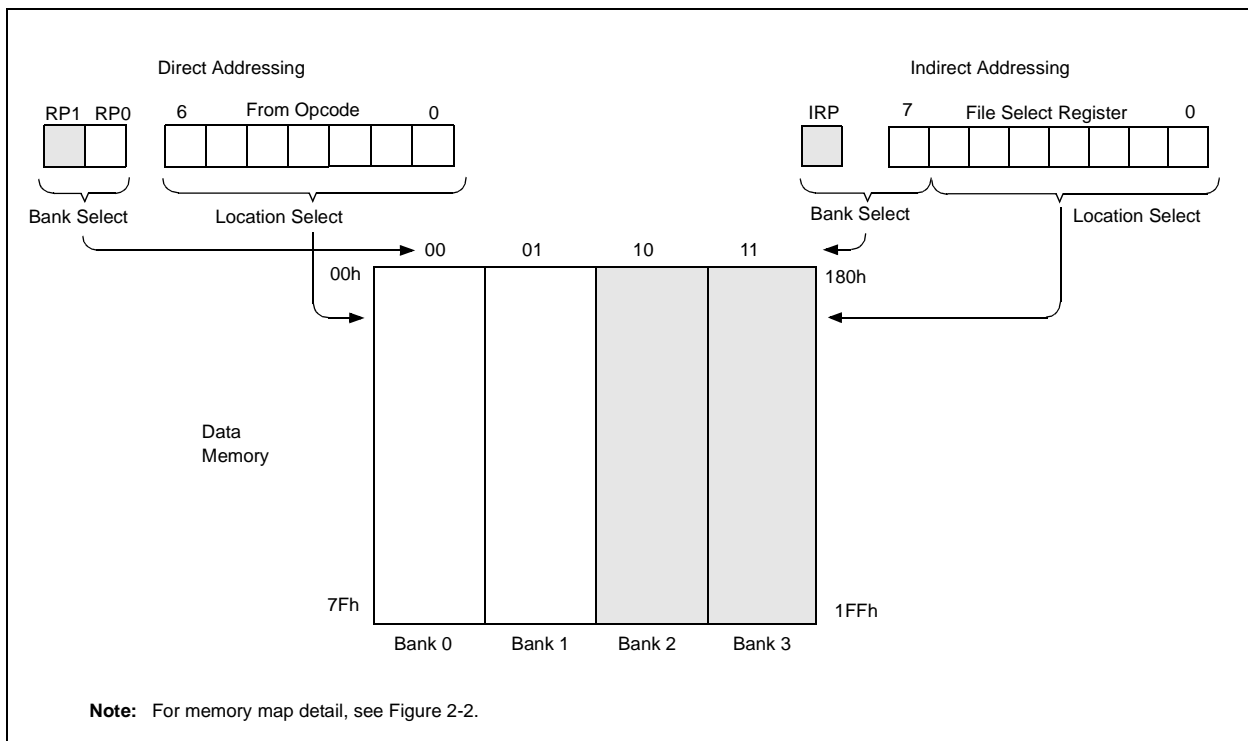 Direct Addressing
Indirect Addressing
RP1 RP0
6 From Opcode 0
IRP
7 File Select Register 0
Bank Select
Location Select
Bank Select
Location Select
00 01 10 11
00h
180h
Data
Memory
7Fh
1FFh
Bank 0 Bank 1 Bank 2 Bank 3
Note: For memory map detail, see Figure 2-2.